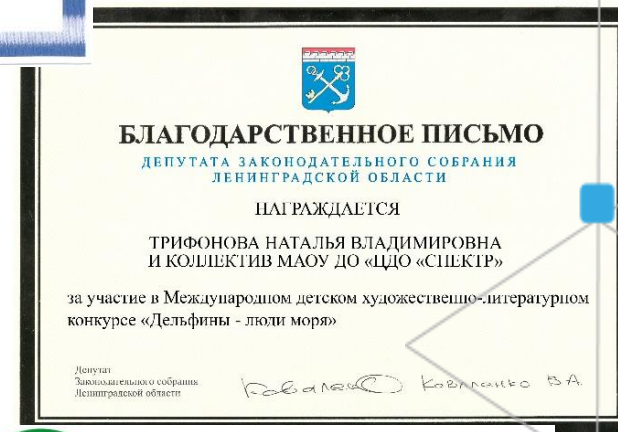 БЛАГОДАРСТВЕННОЕ ПИСЬМО
ДЕПУТАТА ЗАКОНОДАТЕЛЬНОГО СОБРАНИЯ
ЛЕНИНГРАДСКОЙ ОБЛАСТИ
НАГРАЖДАЕТСЯ
ТРИФОНОВА НАТАЛЬЯ ВЛАДИМИРОВНА
И КОЛЛЕКТИВ МАОУ ДО «ЦДО «СПЕКТР»
за участие в Международном детском художественно-литературном
конкурсе «Дельфины - люди моря»
Депутат
Законодательного собрания
Ленинградской области
Коваленко В.А.